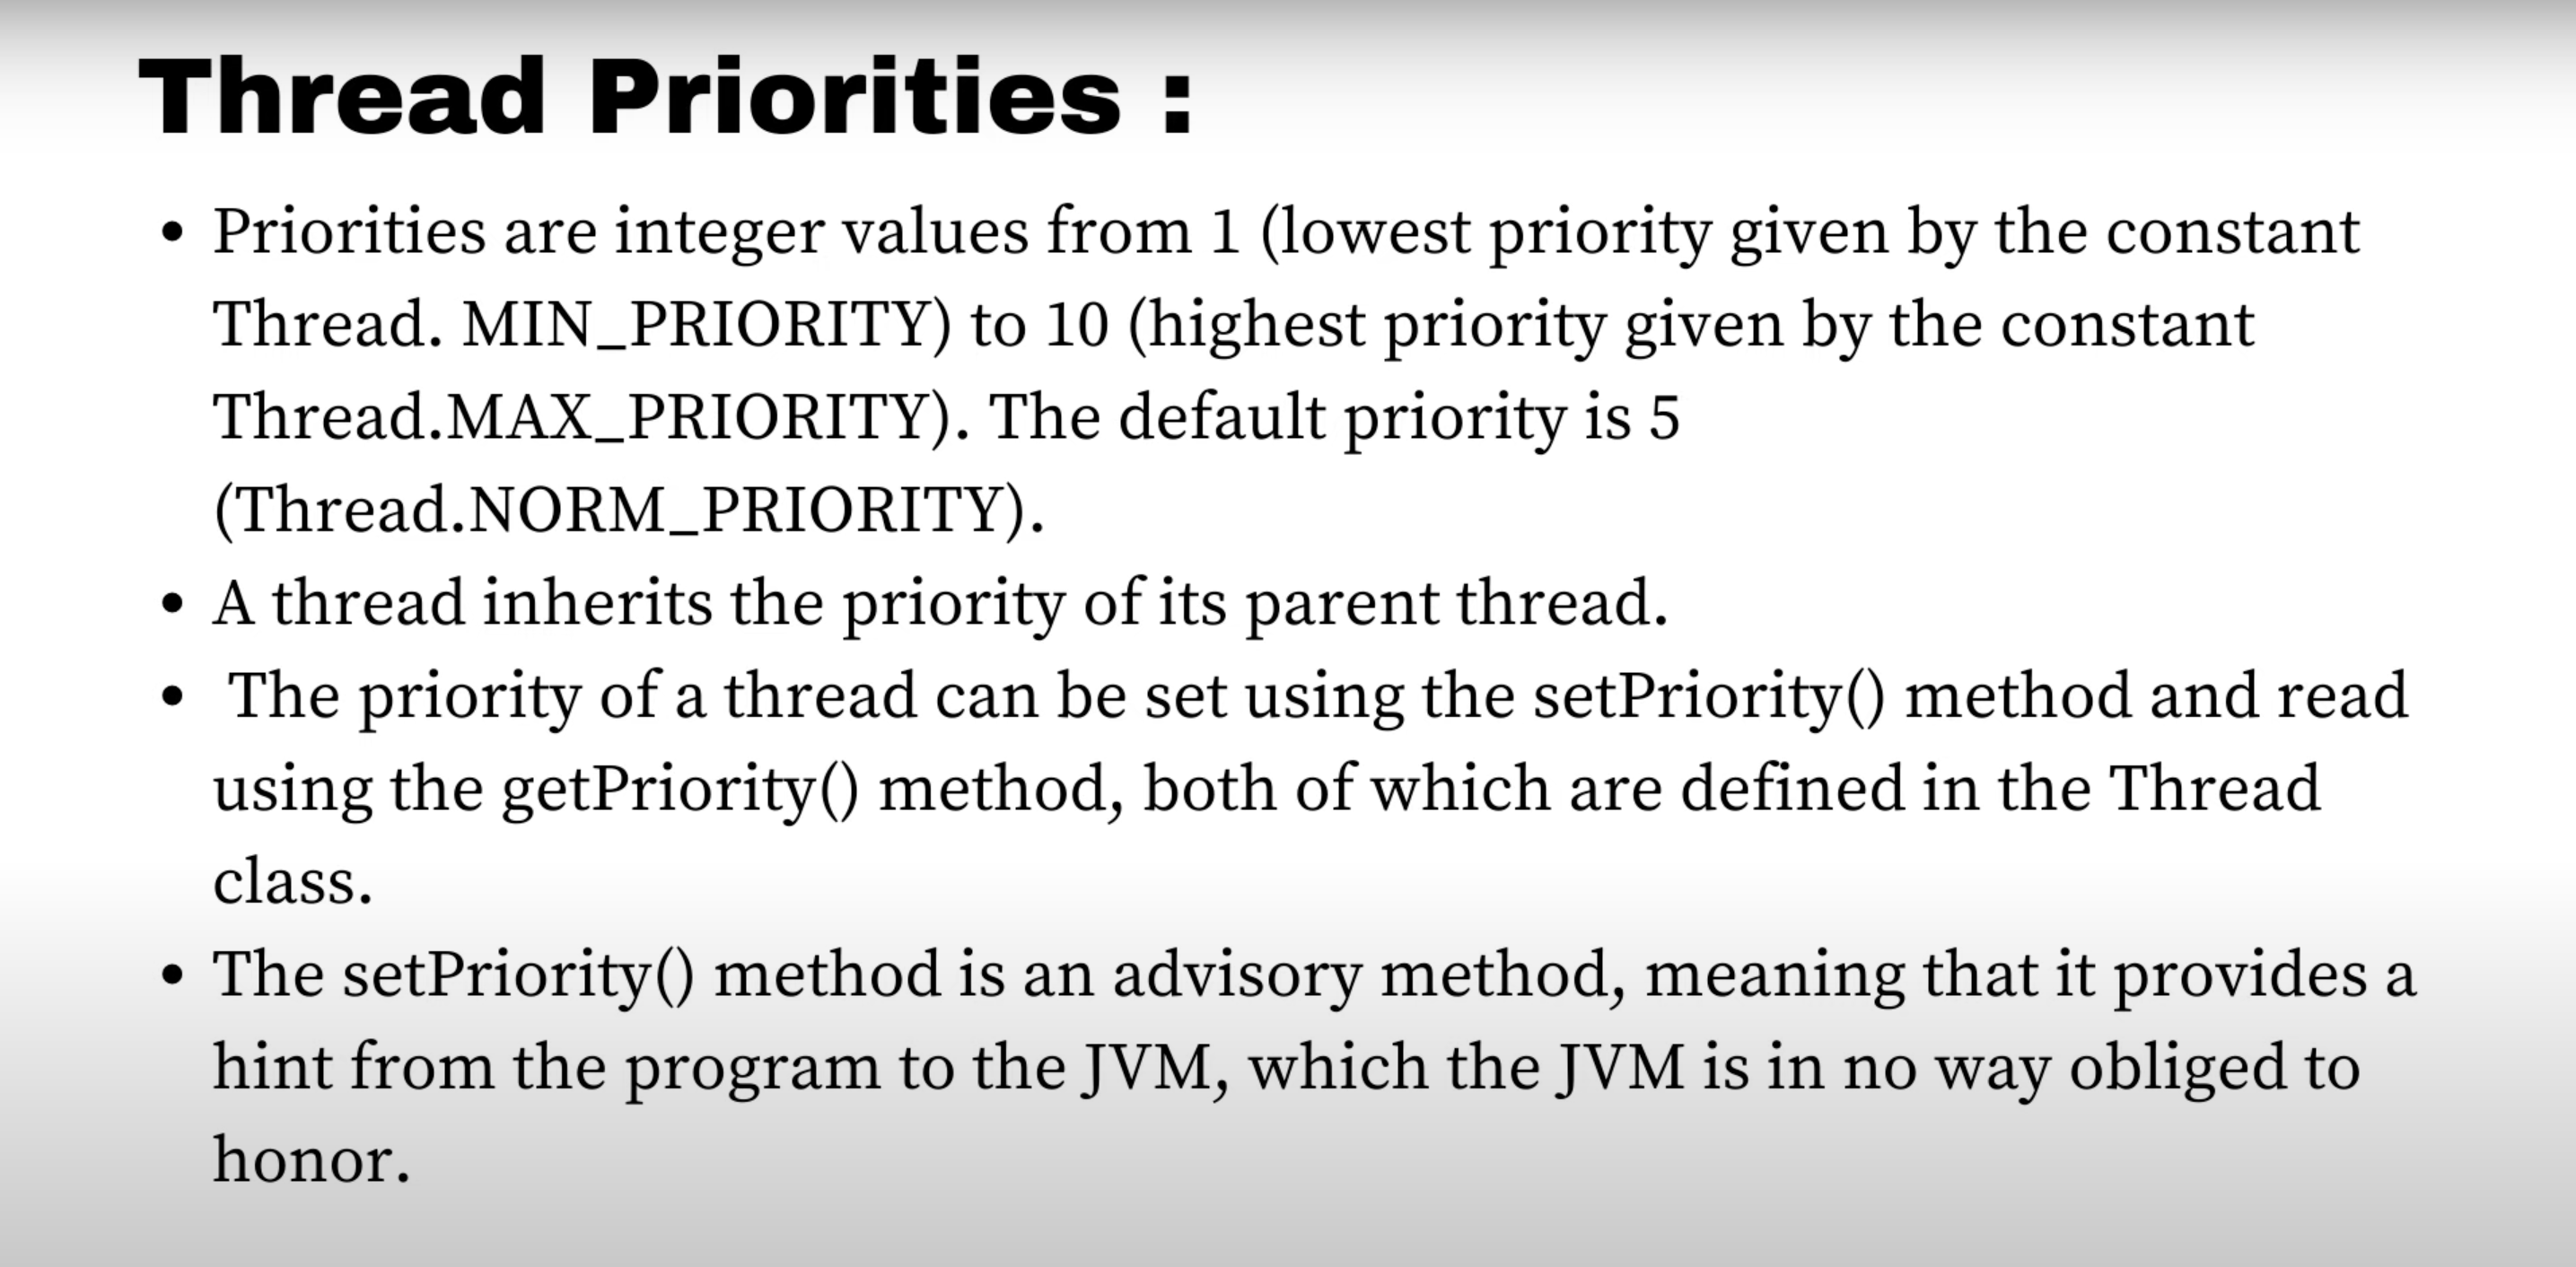 Thread Priorities :
• Priorities are integer values from 1 (lowest priority given by the constant
Thread. MIN_PRIORITY) to 10 (highest priority given by the constant
Thread.MAX_PRIORITY). The default priority is 5
(Thread.NORM_PRIORITY).
• A thread inherits the priority of its parent thread.
• The priority of a thread can be set using the setPriority() method and read
using the getPriority() method, both of which are defined in the Thread
class.
• The setPriority() method is an advisory method, meaning that it provides a
hint from the program to the JVM, which the JVM is in no way obliged to
honor.